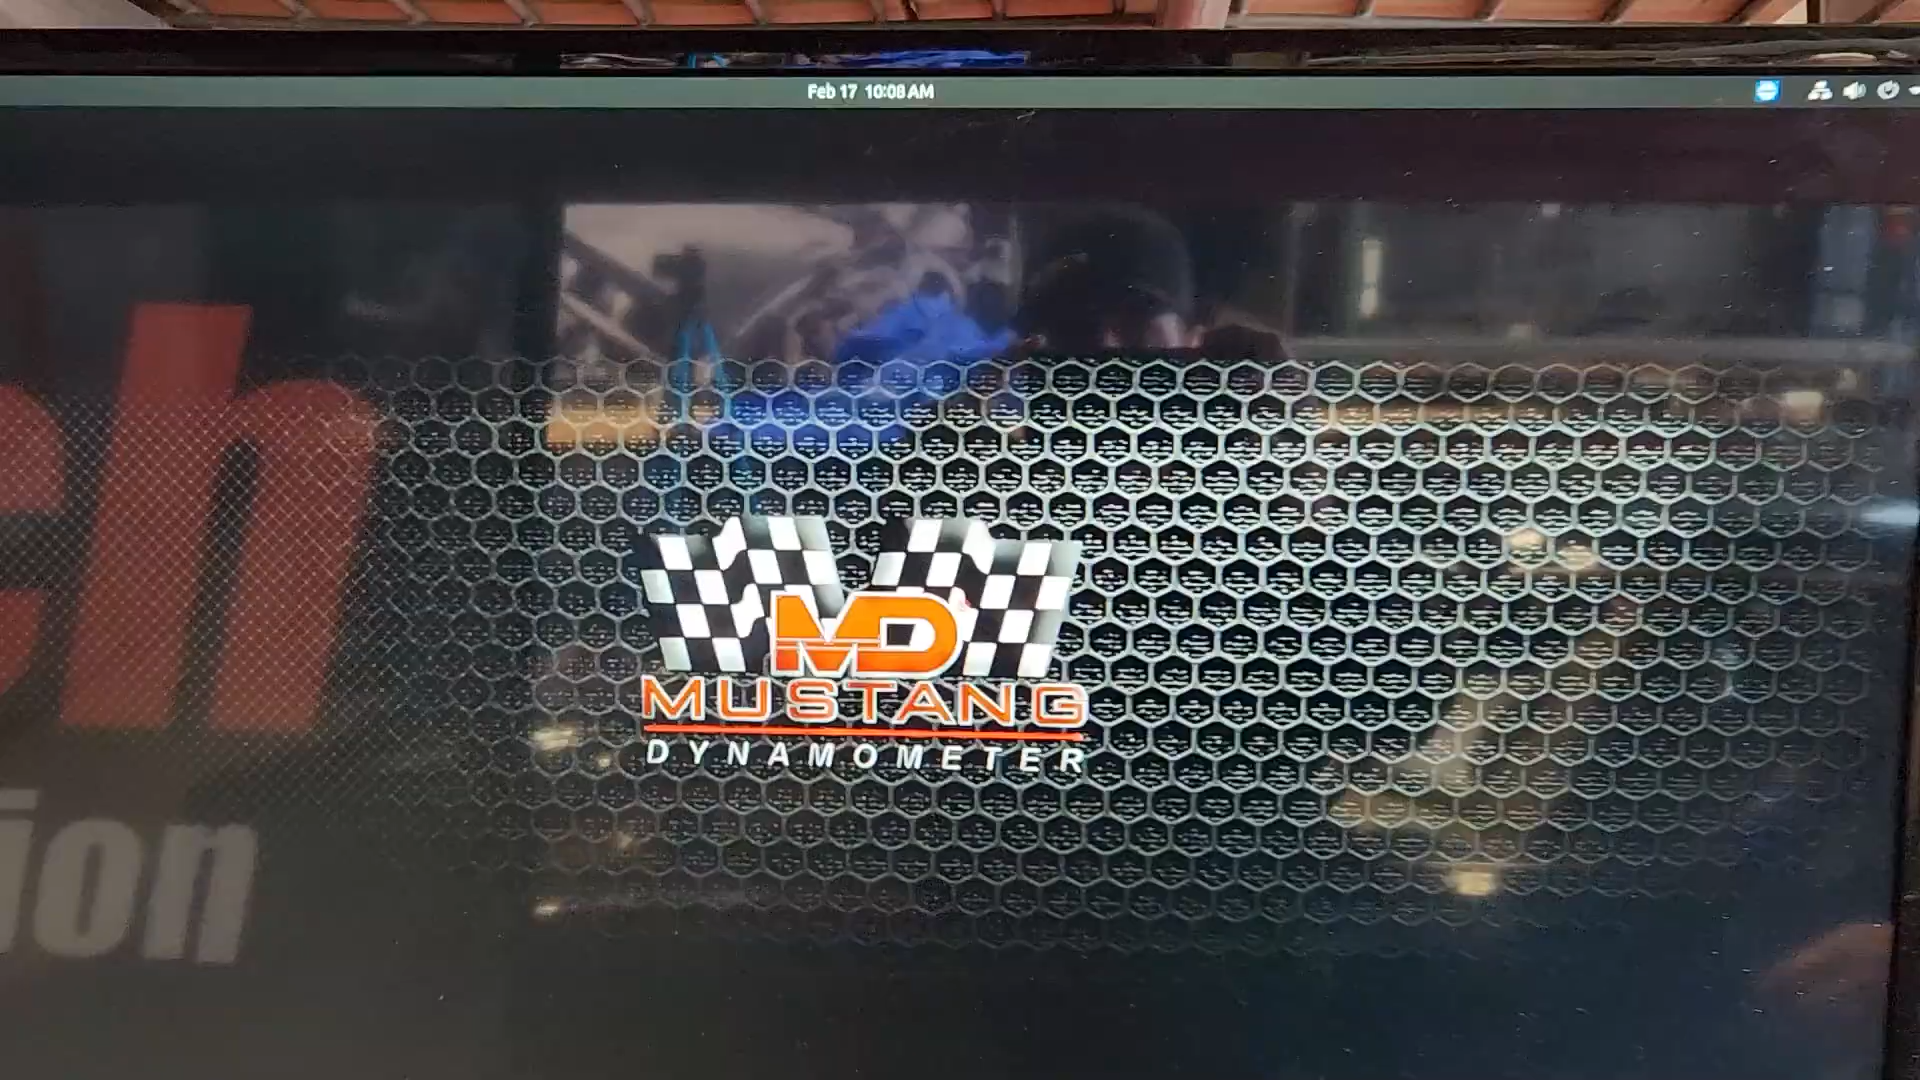 Feb 17 10:08 AM
ch
MD
MUSTANG
DYNAMOMETER
ion